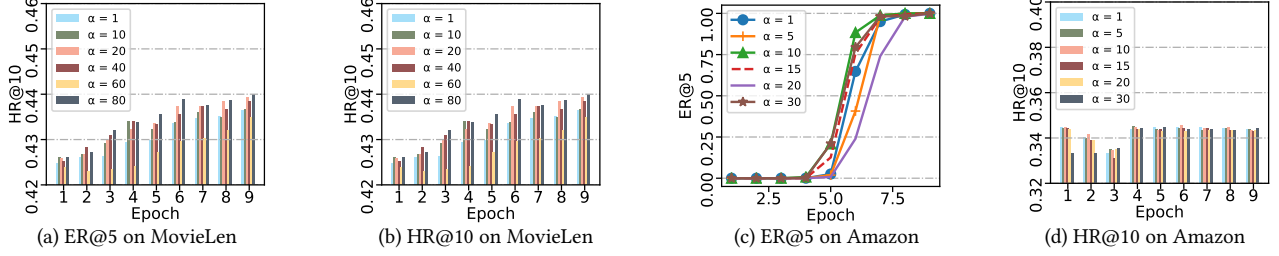 0.46
0.45
0.44
0.43
0.42
HR@10
α = 1
α = 10
α = 20
α = 40
α = 60
α = 80
1 2 3 4 5 6 7 8 9
Epoch
(a) ER@5 on MovieLen
0.46
0.45
0.44
0.43
0.42
HR@10
α = 1
α = 10
α = 20
α = 40
α = 60
α = 80
1 2 3 4 5 6 7 8 9
Epoch
(b) HR@10 on MovieLen
1.00
0.75
0.50
0.25
0.00
ER@5
α = 1
α = 5
α = 10
α = 15
α = 20
α = 30
2.5 5.0 7.5
Epoch
(c) ER@5 on Amazon
0.40
0.38
0.36
0.34
0.32
HR@10
α = 1
α = 5
α = 10
α = 15
α = 20
α = 30
1 2 3 4 5 6 7 8 9
Epoch
(d) HR@10 on Amazon